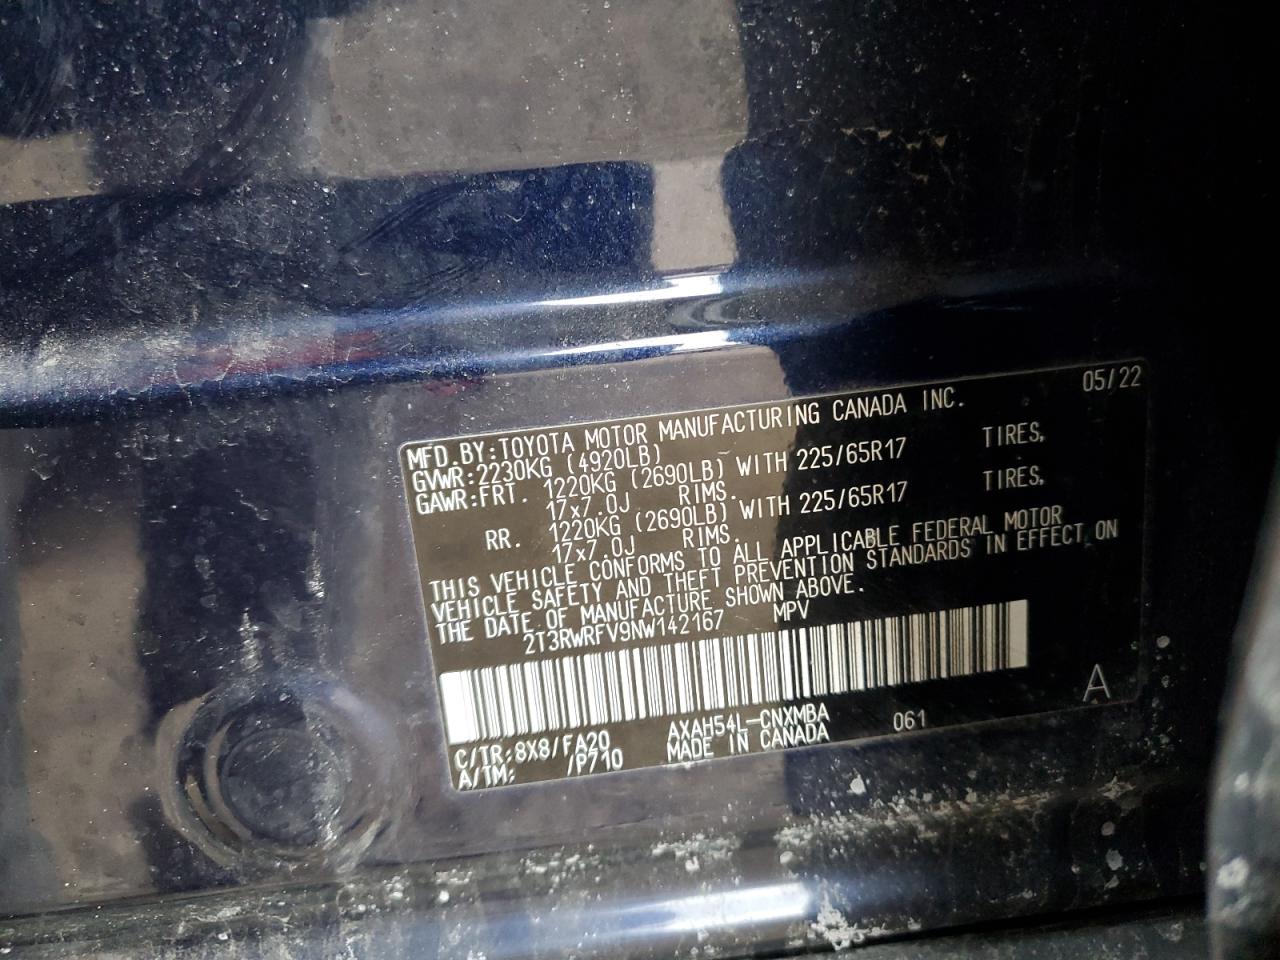 05/22
MFD.BY:TOYOTA MOTOR MANUFACTURING CANADA INC.
GVWR:2230KG (4920LB)
GAWR:FRT. 1220KG (2690LB) WITH 225/65R17 TIRES,
17x7.0J RIMS.
RR. 1220KG (2690LB) WITH 225/65R17 TIRES,
17x7.0J RIMS.
THIS VEHICLE CONFORMS TO ALL APPLICABLE FEDERAL MOTOR
VEHICLE SAFETY AND THEFT PREVENTION STANDARDS IN EFFECT ON
THE DATE OF MANUFACTURE SHOWN ABOVE.
2T3RWRFV9NW142167 MPV
C/TR:8X8/FA20 AXAH54L-CNXMBA 061 A
A/TM: /P710 MADE IN CANADA